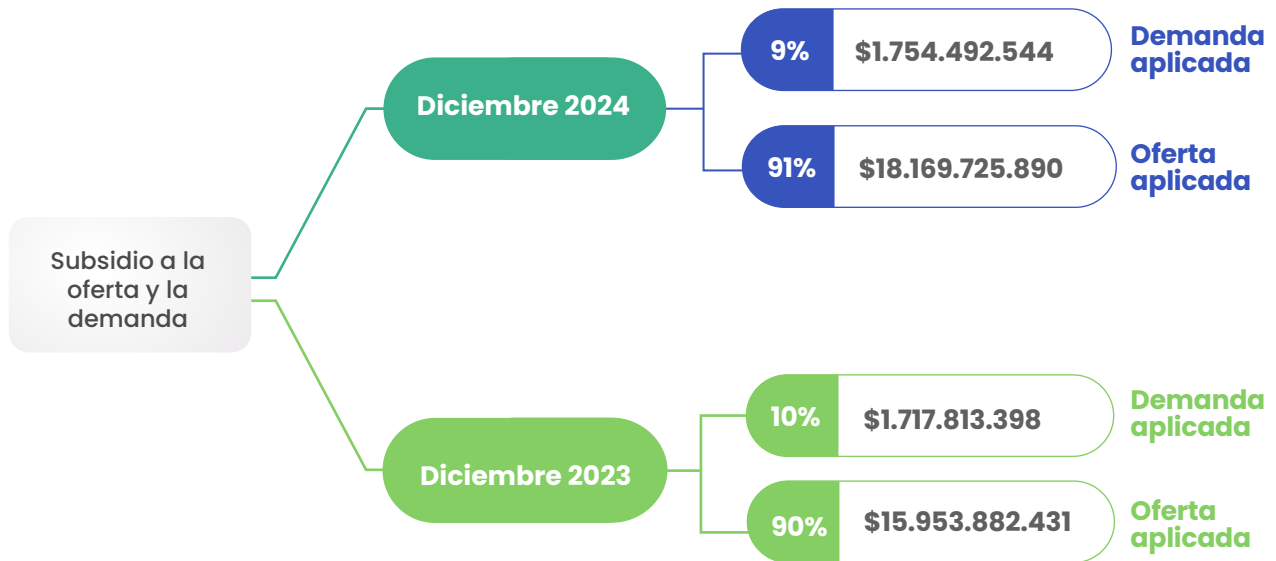 Subsidio a la
oferta y la
demanda
Diciembre 2024
9%
$1.754.492.544
Demanda
aplicada
91%
$18.169.725.890
Oferta
aplicada
Diciembre 2023
10%
$1.717.813.398
Demanda
aplicada
90%
$15.953.882.431
Oferta
aplicada